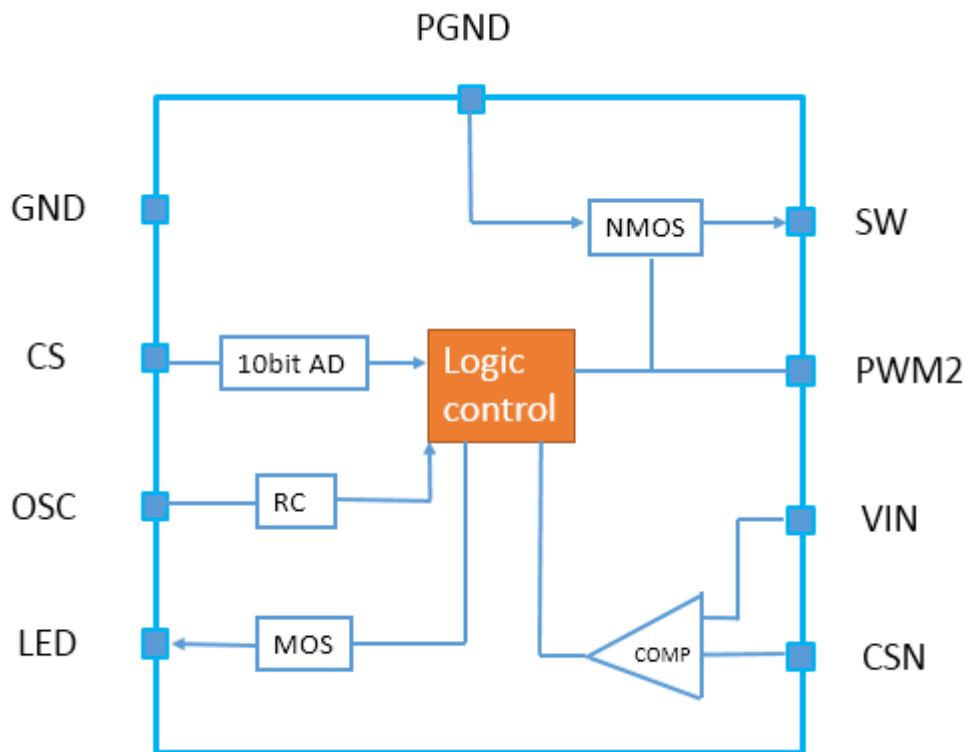 PGND
GND
NMOS
SW
CS
10bit AD
Logic
control
PWM2
OSC
RC
VIN
LED
MOS
COMP
CSN